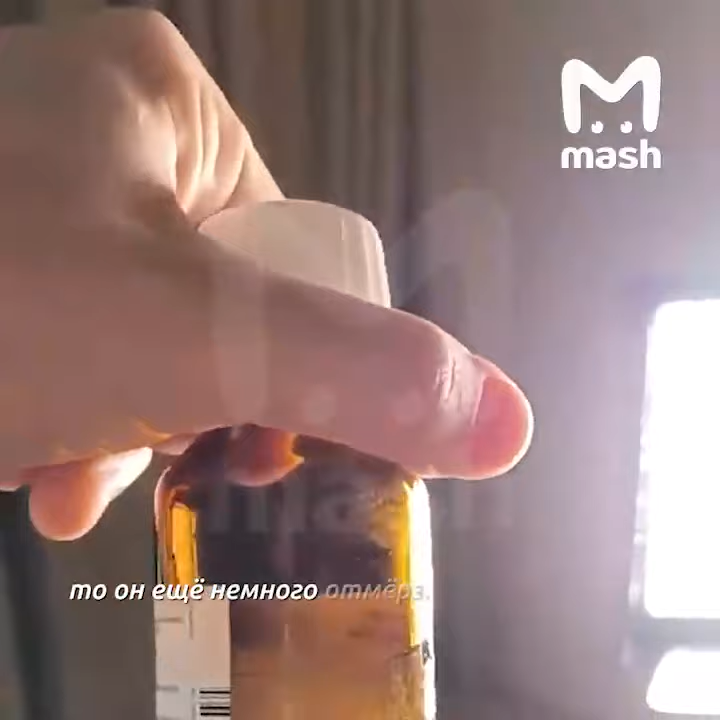 mash
то он ещё немного отмёрз.